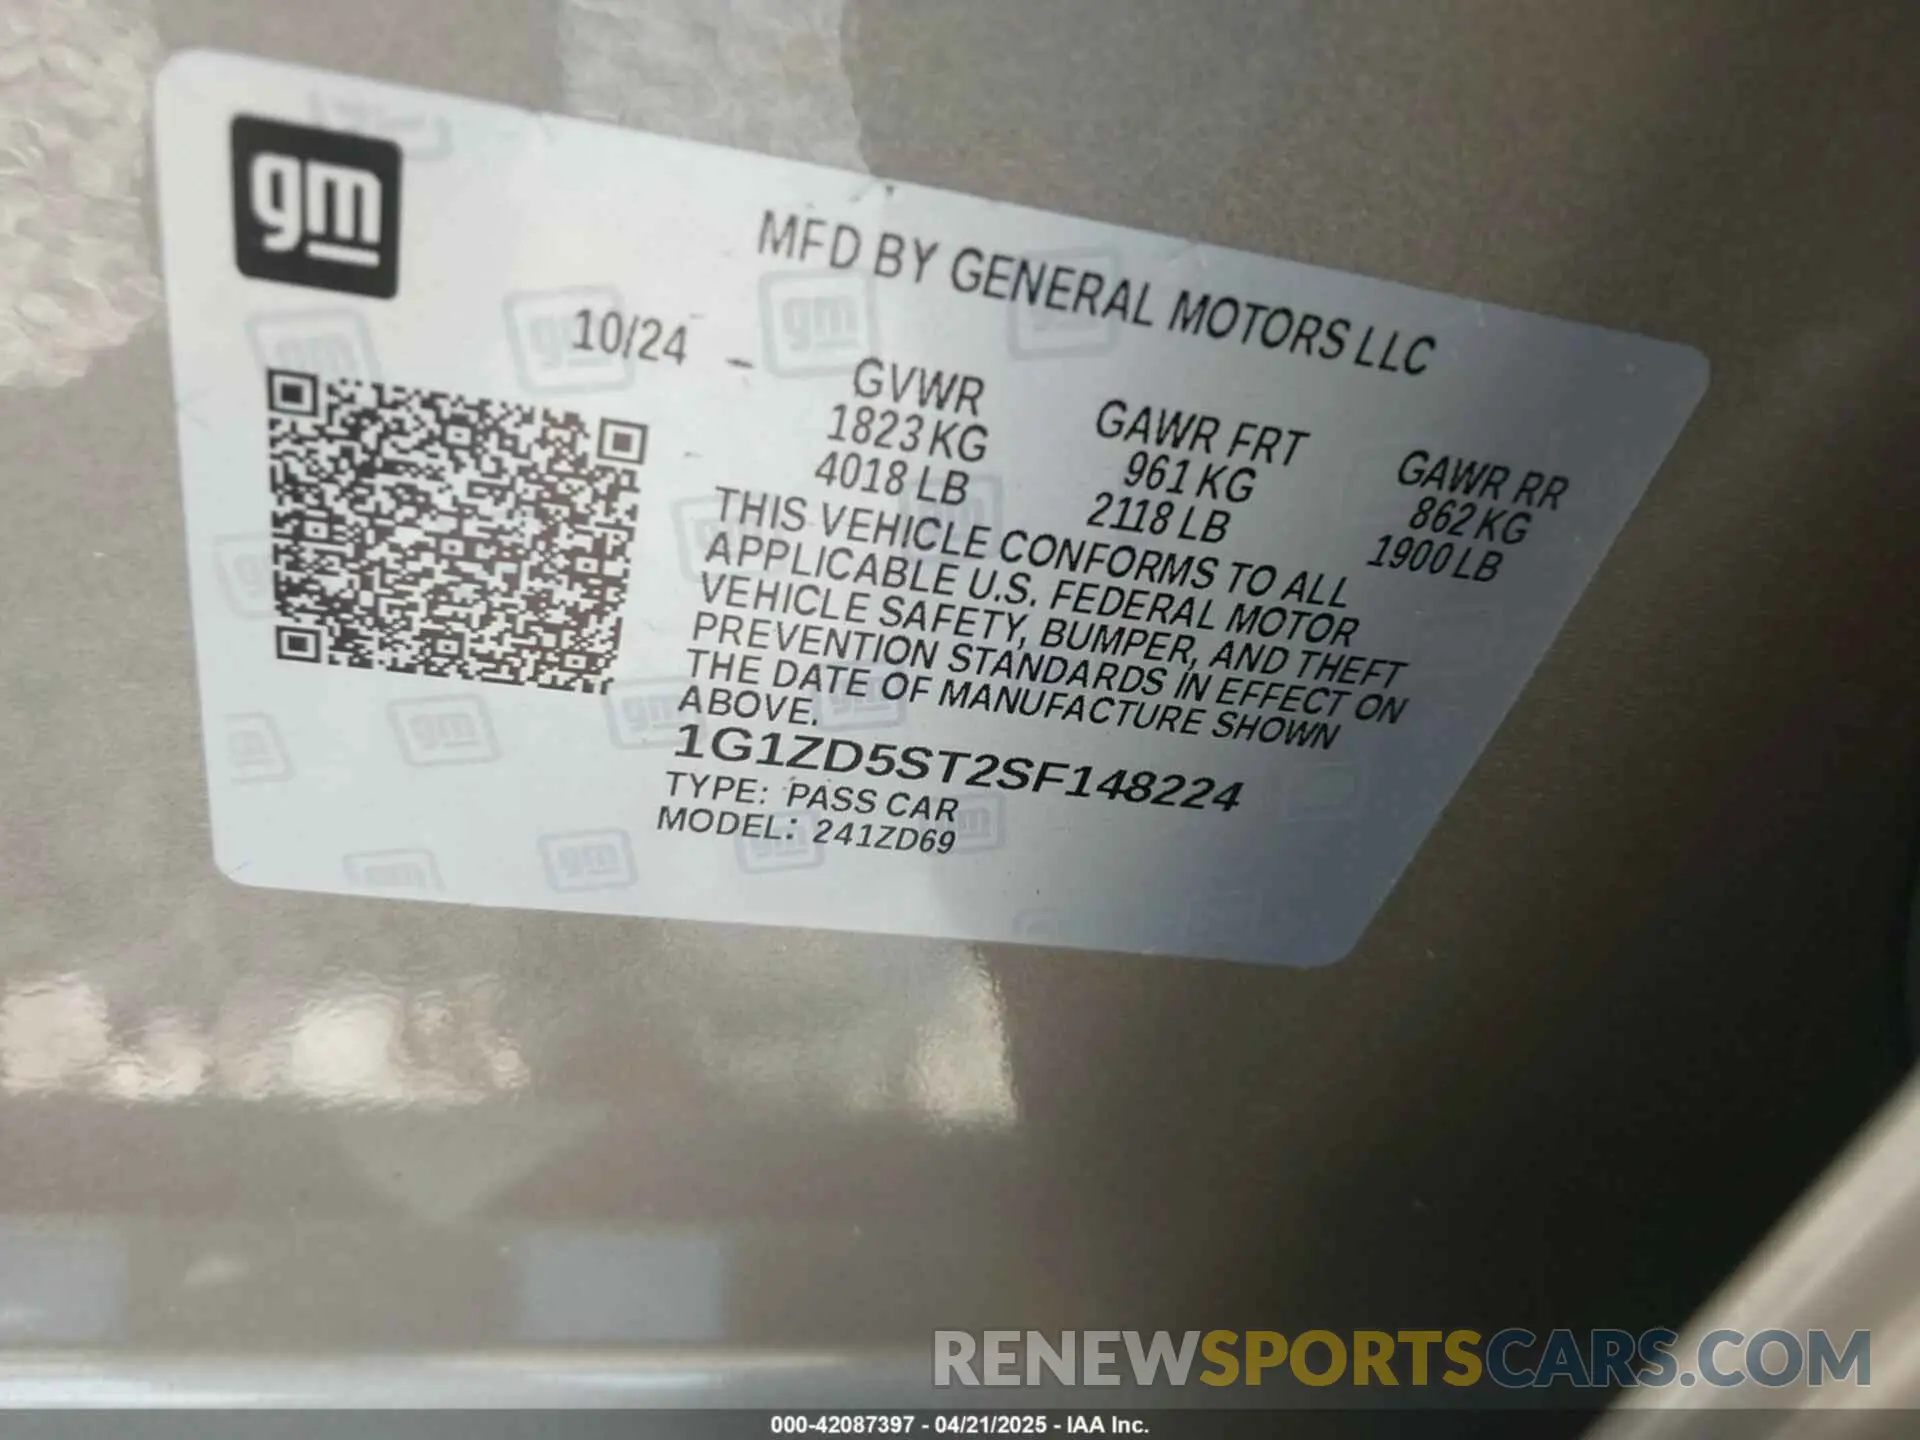 gm
MFD BY GENERAL MOTORS LLC
10/24
GVWR
1823 KG
4018 LB
GAWR FRT
961 KG
2118 LB
GAWR RR
862 KG
1900 LB
THIS VEHICLE CONFORMS TO ALL
APPLICABLE U.S. FEDERAL MOTOR
VEHICLE SAFETY, BUMPER, AND THEFT
PREVENTION STANDARDS IN EFFECT ON
THE DATE OF MANUFACTURE SHOWN
ABOVE.
1G1ZD5ST2SF148224
TYPE: PASS CAR
MODEL: 241ZD69
RENEWSPORTSCARS.COM
000-42087397 - 04/21/2025 - IAA Inc.